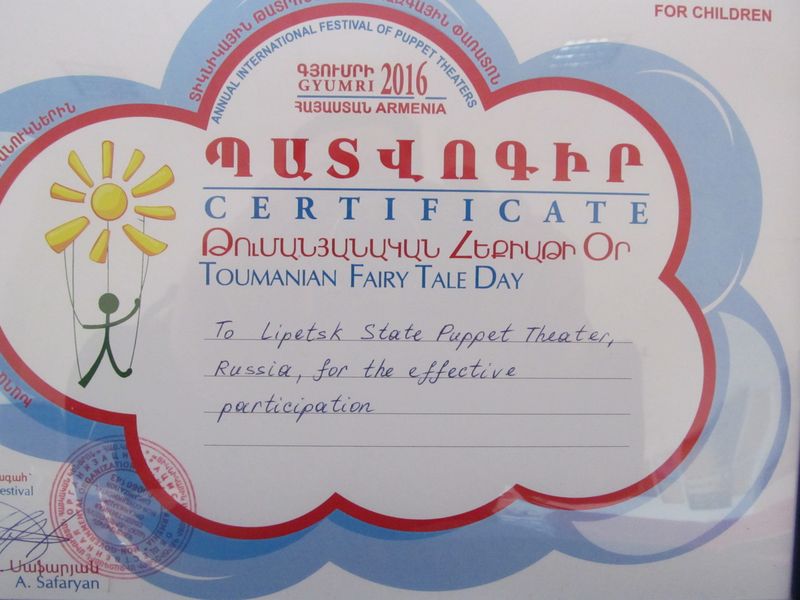 FOR CHILDREN
ANNUAL INTERNATIONAL FESTIVAL OF PUPPET THEATERS
ԳՅՈՒՄՐԻ
GYUMRI 2016
ՀԱՅԱՍՏԱՆ ARMENIA
ՊԱՏՎՈԳԻՐ
CERTIFICATE
ԹՈՒՄԱՆՅԱՆԱԿԱՆ ՀԵՔԻԱԹԻ ՕՐ
TOUMANIAN FAIRY TALE DAY
To Lipetsk State Puppet Theater,
Russia, for the effective
participation
estival
Սաֆարյան
A. Safaryan